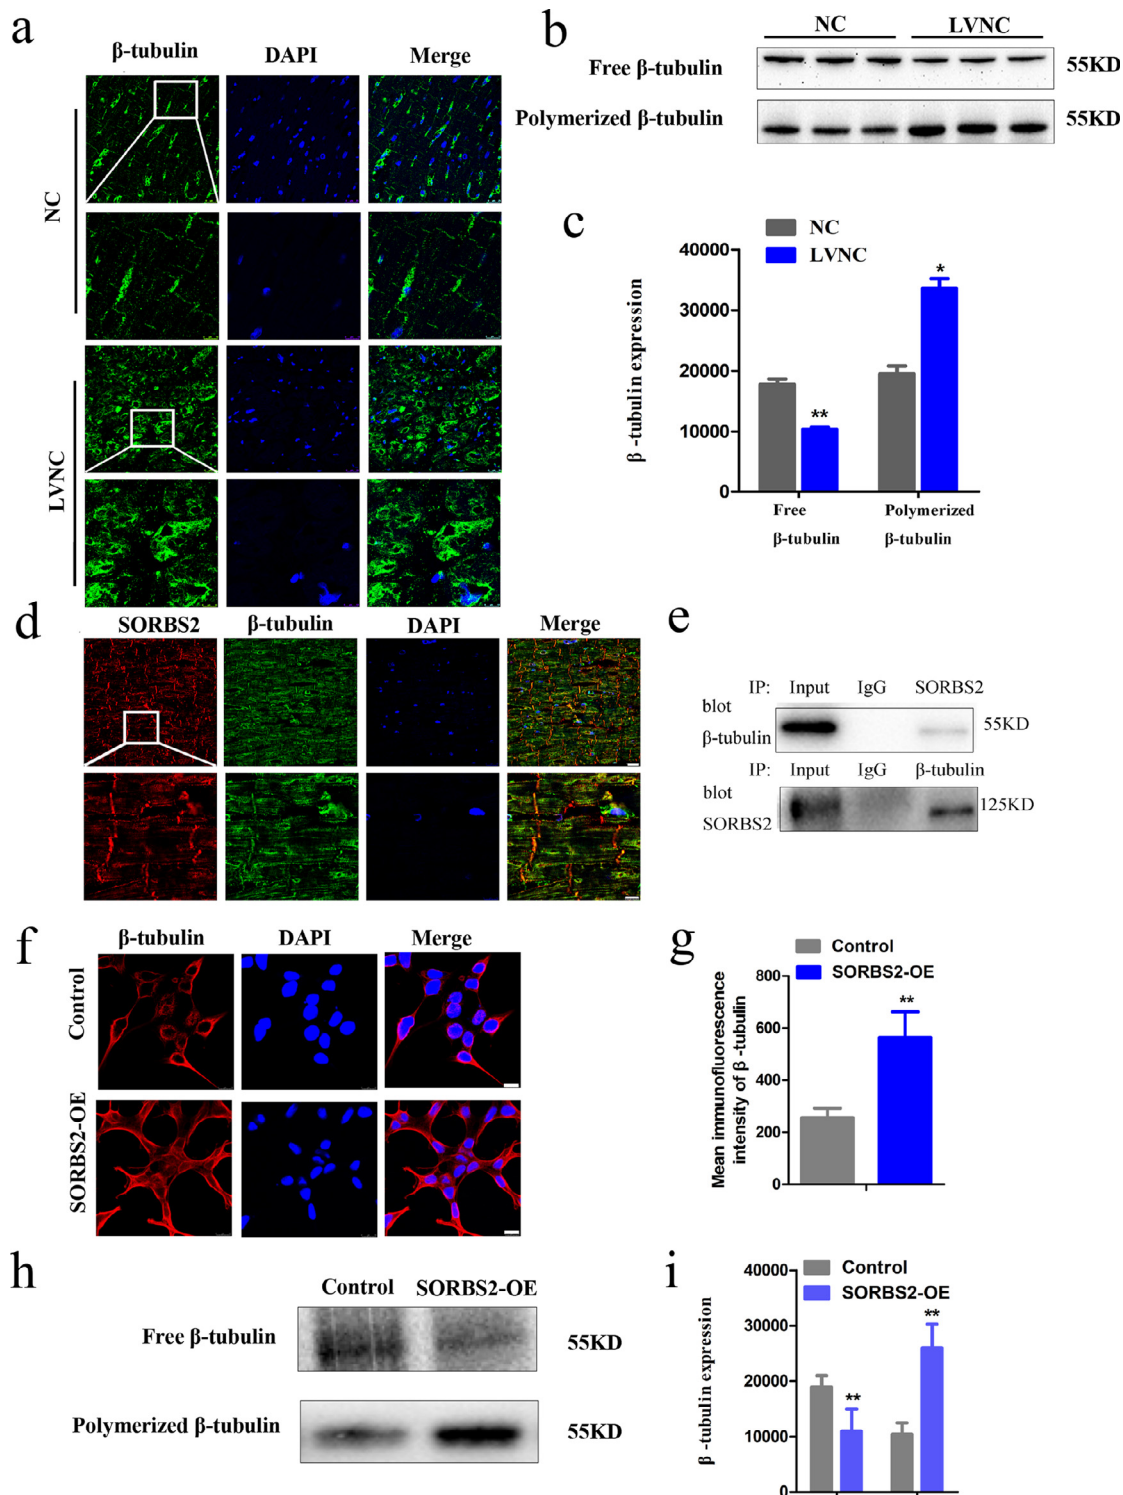 a
β-tubulin DAPI Merge
NC
LVNC
b
NC LVNC
Free β-tubulin 55KD
Polymerized β-tubulin 55KD
c
NC
LVNC
β -tubulin expression
40000
30000
20000
10000
0
**
*
Free β-tubulin
Polymerized β-tubulin
d
SORBS2 β-tubulin DAPI Merge
e
IP: Input IgG SORBS2
blot
β-tubulin
55KD
IP: Input IgG β-tubulin
blot
SORBS2
125KD
f
β-tubulin DAPI Merge
Control
SORBS2-OE
g
Control
SORBS2-OE
Mean immunofluorescence
intensity of β -tubulin
800
600
400
200
0
**
h
Control SORBS2-OE
Free β-tubulin 55KD
Polymerized β-tubulin 55KD
i
Control
SORBS2-OE
β -tubulin expression
40000
30000
20000
10000
0
**
**